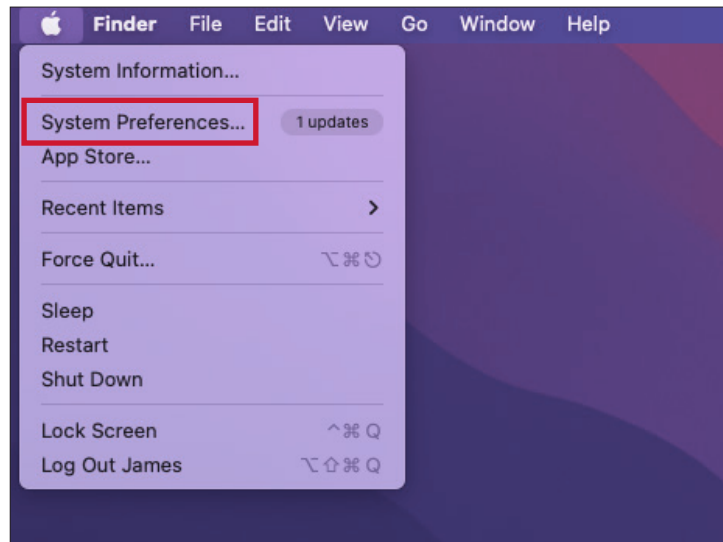 Finder File Edit View Go Window Help
System Information...
System Preferences... 1 updates
App Store...
Recent Items
Force Quit... ⌥⌘⎋
Sleep
Restart
Shut Down
Lock Screen ^⌘Q
Log Out James ⌥⇧⌘Q